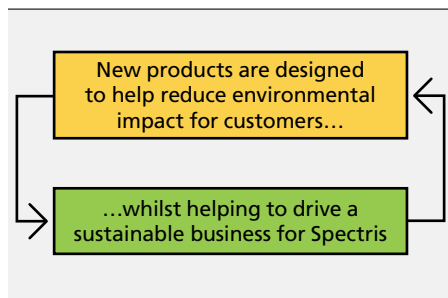 New products are designed
to help reduce environmental
impact for customers…
…whilst helping to drive a
sustainable business for Spectris